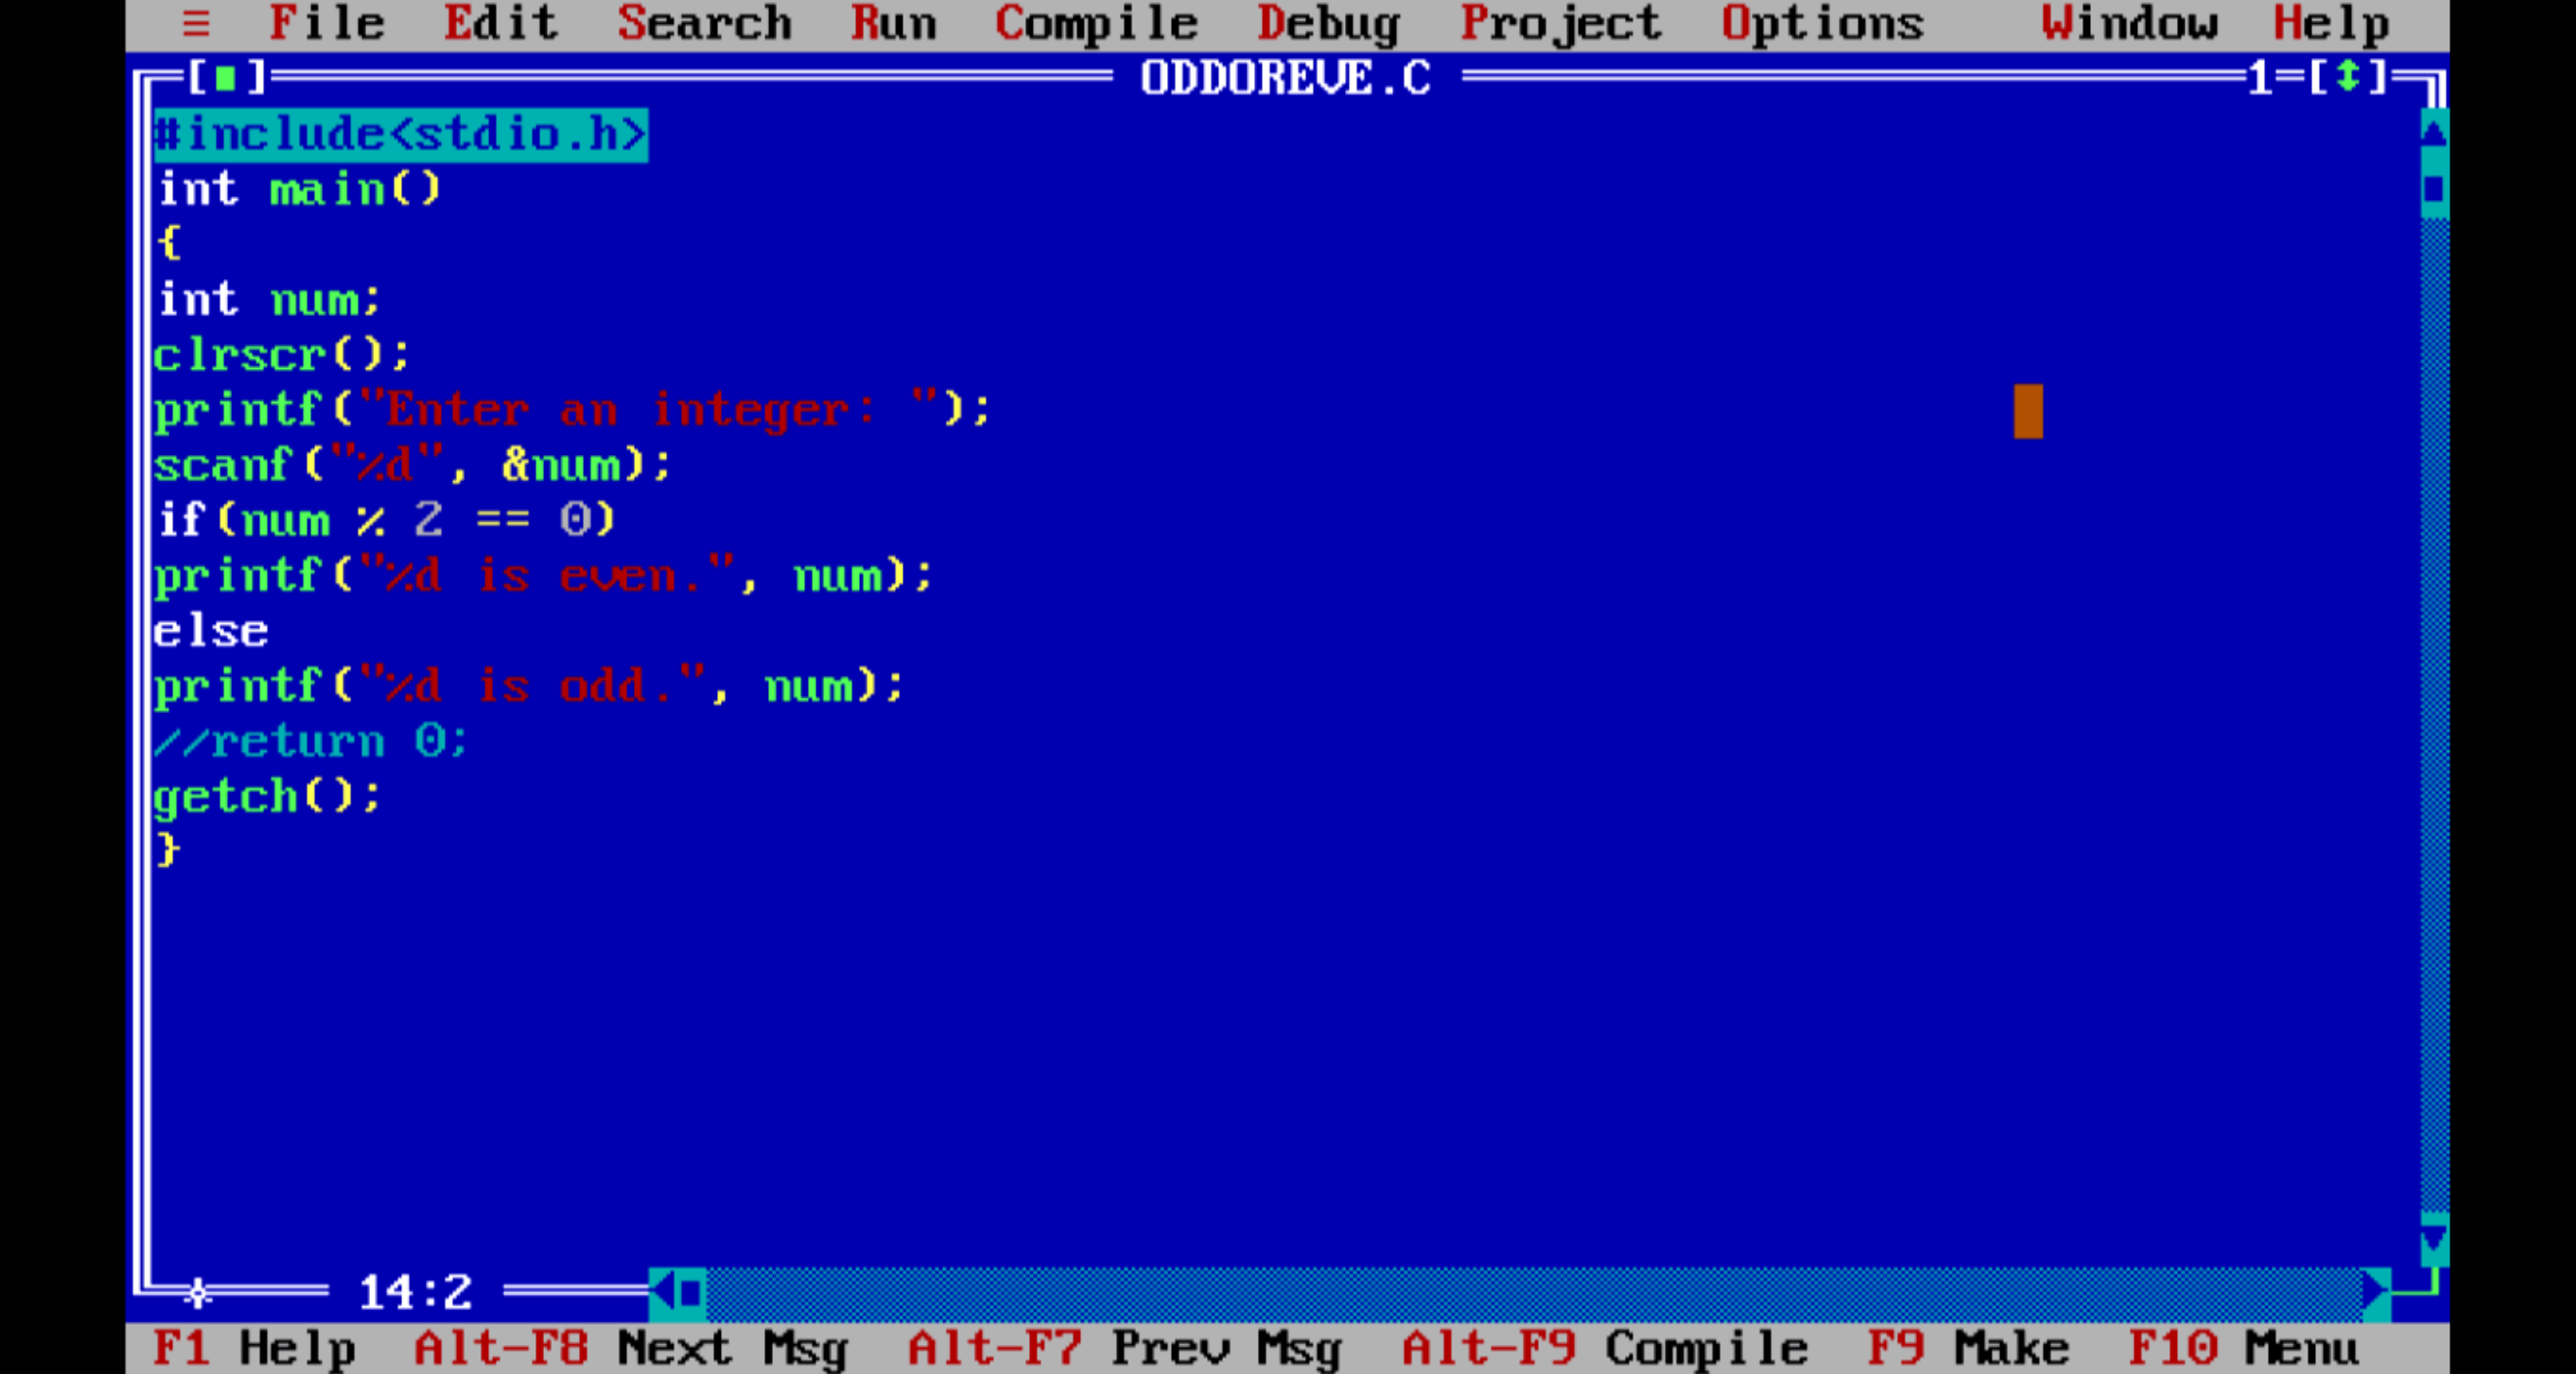 ≡ File Edit Search Run Compile Debug Project Options Window Help
[■] ODDOREVE.C 1=[↕]
#include<stdio.h>
int main()
{
int num;
clrscr();
printf("Enter an integer: ");
scanf("%d", &num);
if(num % 2 == 0)
printf("%d is even.", num);
else
printf("%d is odd.", num);
//return 0;
getch();
}
14:2
F1 Help Alt-F8 Next Msg Alt-F7 Prev Msg Alt-F9 Compile F9 Make F10 Menu